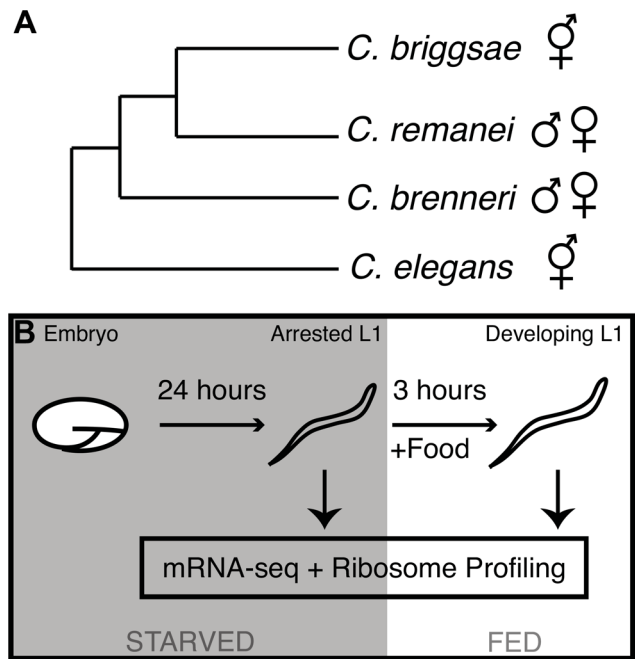 A
C. briggsae ⚥
C. remanei ♂♀
C. brenneri ♂♀
C. elegans ⚥
B Embryo Arrested L1 Developing L1
24 hours 3 hours
+Food
mRNA-seq + Ribosome Profiling
STARVED FED